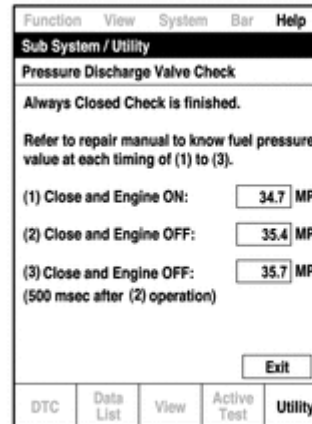 Function View System Bar Help
Sub System / Utility
Pressure Discharge Valve Check
Always Closed Check is finished.
Refer to repair manual to know fuel pressure
value at each timing of (1) to (3).
(1) Close and Engine ON: 34.7 MP
(2) Close and Engine OFF: 35.4 MP
(3) Close and Engine OFF: 35.7 MP
(500 msec after (2) operation)
Exit
DTC Data List View Active Test Utility